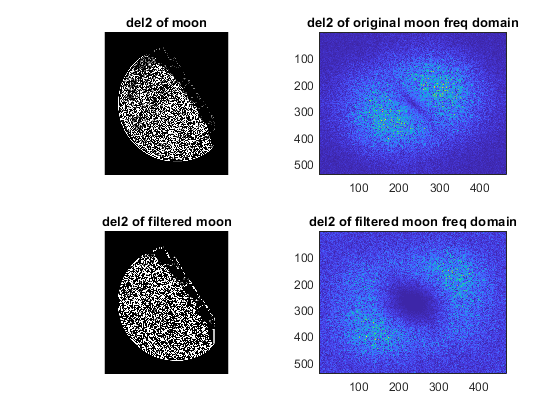 del2 of moon
del2 of original moon freq domain
100
200
300
400
500
100 200 300 400
del2 of filtered moon
del2 of filtered moon freq domain
100
200
300
400
500
100 200 300 400